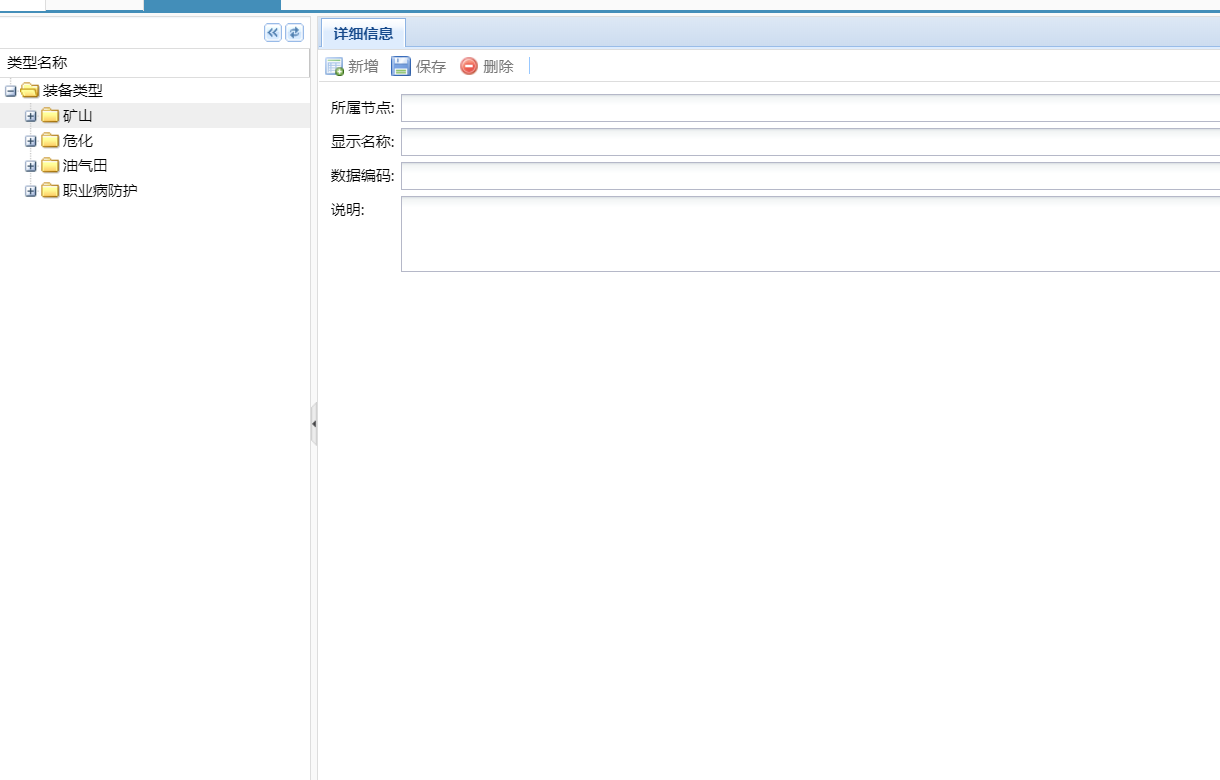 类型名称
装备类型
矿山
危化
油气田
职业病防护
详细信息
新增 保存 删除
所属节点:
显示名称:
数据编码:
说明: